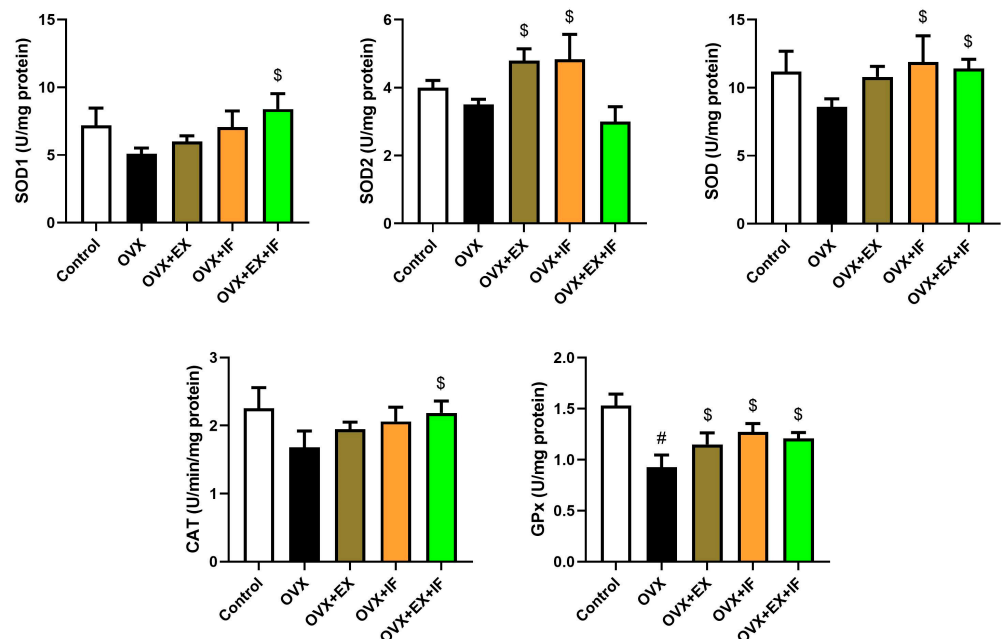 SOD1 (U/mg protein)
15
10
5
0
$
Control
OVX
OVX+EX
OVX+IF
OVX+EX+IF
SOD2 (U/mg protein)
6
4
2
0
$
$
Control
OVX
OVX+EX
OVX+IF
OVX+EX+IF
SOD (U/mg protein)
15
10
5
0
$
$
Control
OVX
OVX+EX
OVX+IF
OVX+EX+IF
CAT (U/min/mg protein)
3
2
1
0
$
Control
OVX
OVX+EX
OVX+IF
OVX+EX+IF
GPx (U/mg protein)
2.0
1.5
1.0
0.5
0.0
#
$
$
$
Control
OVX
OVX+EX
OVX+IF
OVX+EX+IF